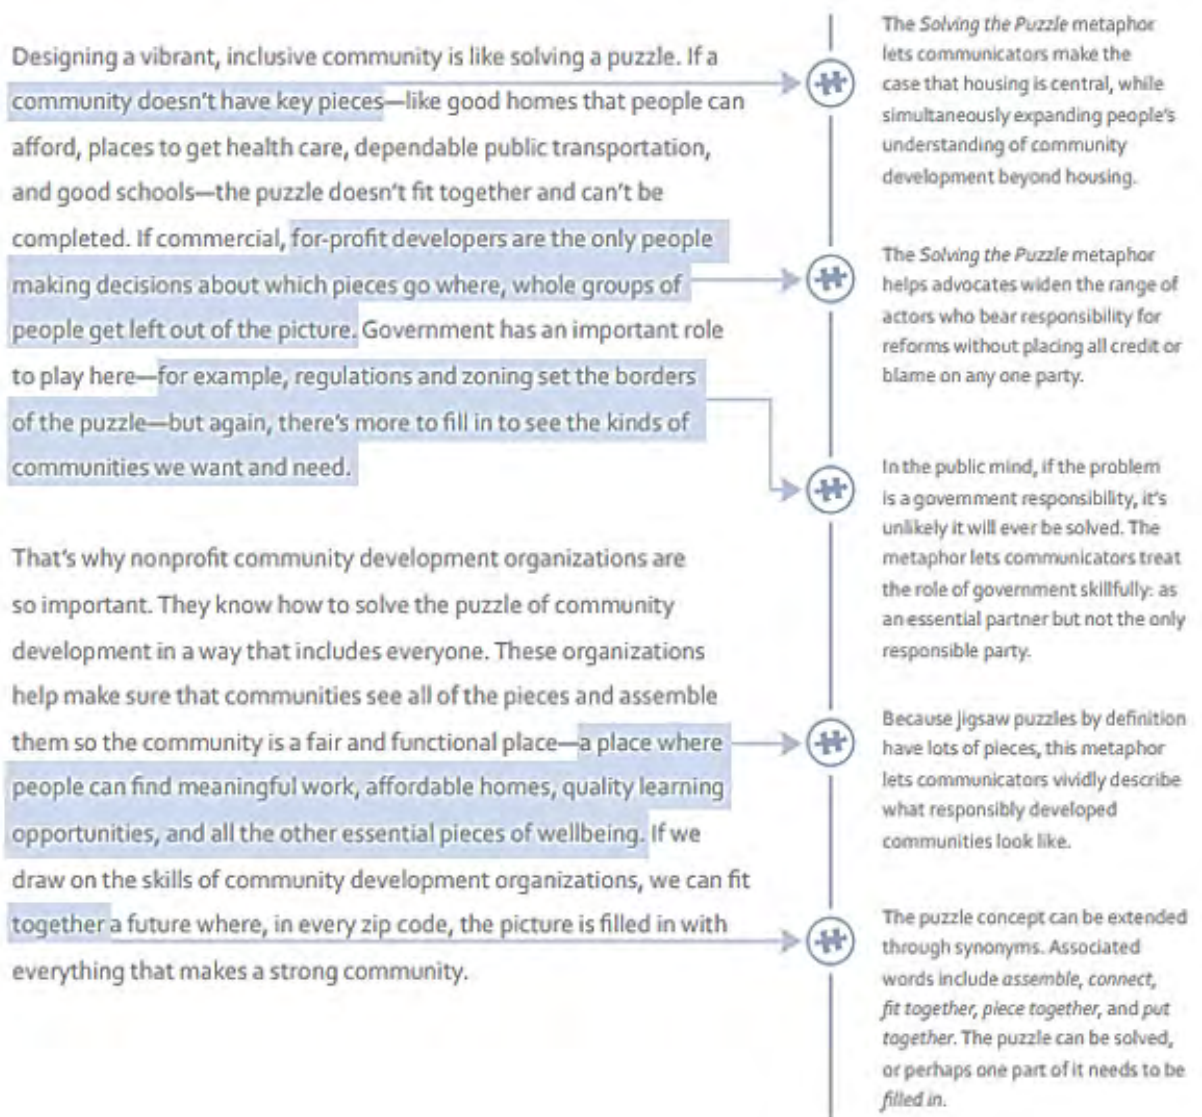 Designing a vibrant, inclusive community is like solving a puzzle. If a
community doesn't have key pieces—like good homes that people can
afford, places to get health care, dependable public transportation,
and good schools—the puzzle doesn't fit together and can't be
completed. If commercial, for-profit developers are the only people
making decisions about which pieces go where, whole groups of
people get left out of the picture. Government has an important role
to play here—for example, regulations and zoning set the borders
of the puzzle—but again, there's more to fill in to see the kinds of
communities we want and need.
That's why nonprofit community development organizations are
so important. They know how to solve the puzzle of community
development in a way that includes everyone. These organizations
help make sure that communities see all of the pieces and assemble
them so the community is a fair and functional place—a place where
people can find meaningful work, affordable homes, quality learning
opportunities, and all the other essential pieces of wellbeing. If we
draw on the skills of community development organizations, we can fit
together a future where, in every zip code, the picture is filled in with
everything that makes a strong community.
The Solving the Puzzle metaphor
lets communicators make the
case that housing is central, while
simultaneously expanding people's
understanding of community
development beyond housing.
The Solving the Puzzle metaphor
helps advocates widen the range of
actors who bear responsibility for
reforms without placing all credit or
blame on any one party.
In the public mind, if the problem
is a government responsibility, it's
unlikely it will ever be solved. The
metaphor lets communicators treat
the role of government skillfully: as
an essential partner but not the only
responsible party.
Because jigsaw puzzles by definition
have lots of pieces, this metaphor
lets communicators vividly describe
what responsibly developed
communities look like.
The puzzle concept can be extended
through synonyms. Associated
words include assemble, connect,
fit together, piece together, and put
together. The puzzle can be solved,
or perhaps one part of it needs to be
filled in.